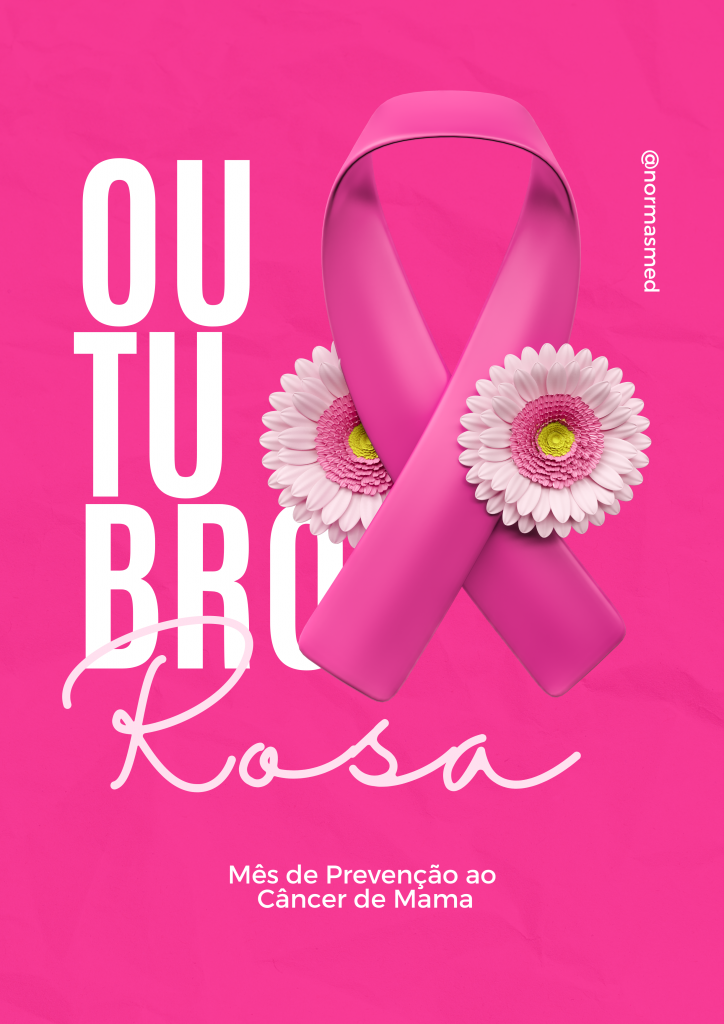 OU
TU
BRO
Rosa
@normasmed
Mês de Prevenção ao
Câncer de Mama